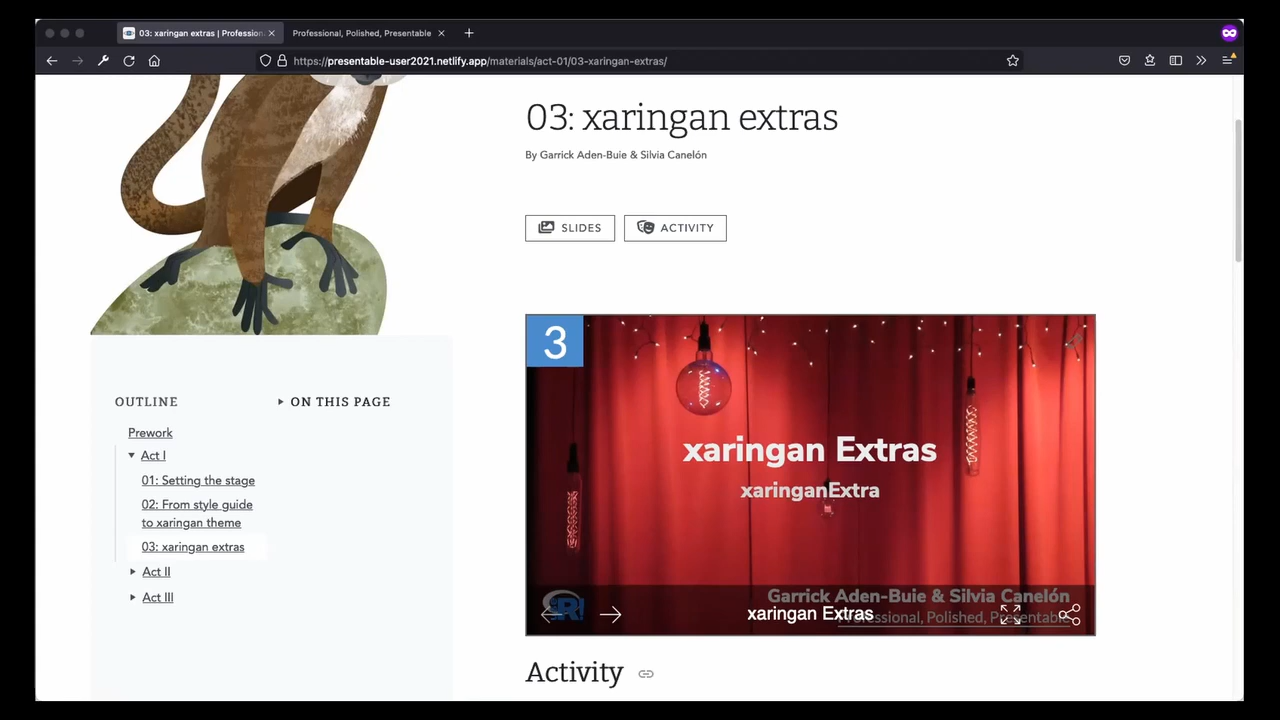 03: xaringan extras | Profession
Professional, Polished, Presentable
https://presentable-user2021.netlify.app/materials/act-01/03-xaringan-extras/
03: xaringan extras
By Garrick Aden-Buie & Silvia Canelón
SLIDES
ACTIVITY
OUTLINE
ON THIS PAGE
Prework
Act I
01: Setting the stage
02: From style guide
to xaringan theme
03: xaringan extras
Act II
Act III
3
xaringan Extras
xaringanExtra
Garrick Aden-Buie & Silvia Canelón
Professional, Polished, Presentable
xaringan Extras
Activity